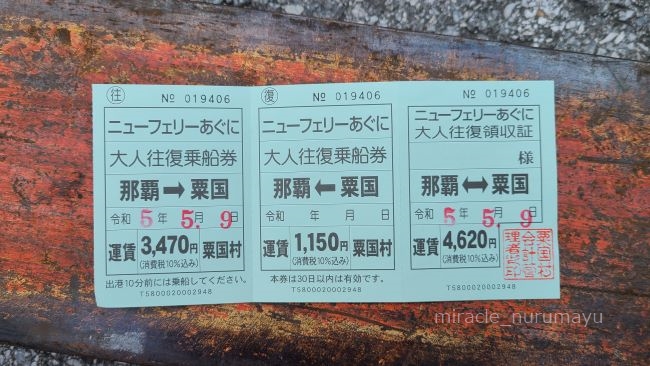 往 № 019406
ニューフェリーあぐに
大人往復乗船券
那覇➡粟国
令和 5年 5.月 9日
運賃 3,470円 (消費税10%込み) 粟国村
出港10分前には乗船してください。
T5800020002948
復 № 019406
ニューフェリーあぐに
大人往復乗船券
那覇⬅粟国
令和 年 月 日
運賃 1,150円 (消費税10%込み) 粟国村
本券は30日以内は有効です。
T5800020002948
№ 019406
ニューフェリーあぐに
大人往復領収証
様
那覇⬌粟国
令和 5年 5.月 9日
運賃 4,620円 (消費税10%込み)
粟国村
T5800020002948
miracle_nurumayu